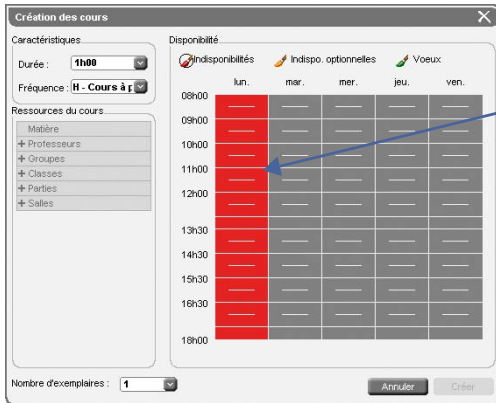 Création des cours
Caractéristiques
Durée : 1h00
Fréquence : H - Cours à
Ressources du cours
Matière
+ Professeurs
+ Groupes
+ Classes
+ Parties
+ Salles
Disponibilité
Indisponibilités Indispo. optionnelles Voeux
lun. mar. mer. jeu. ven.
08h00
09h00
10h00
11h00
12h00
13h30
14h30
15h30
16h30
18h00
Nombre d'exemplaires : 1
Annuler Créer